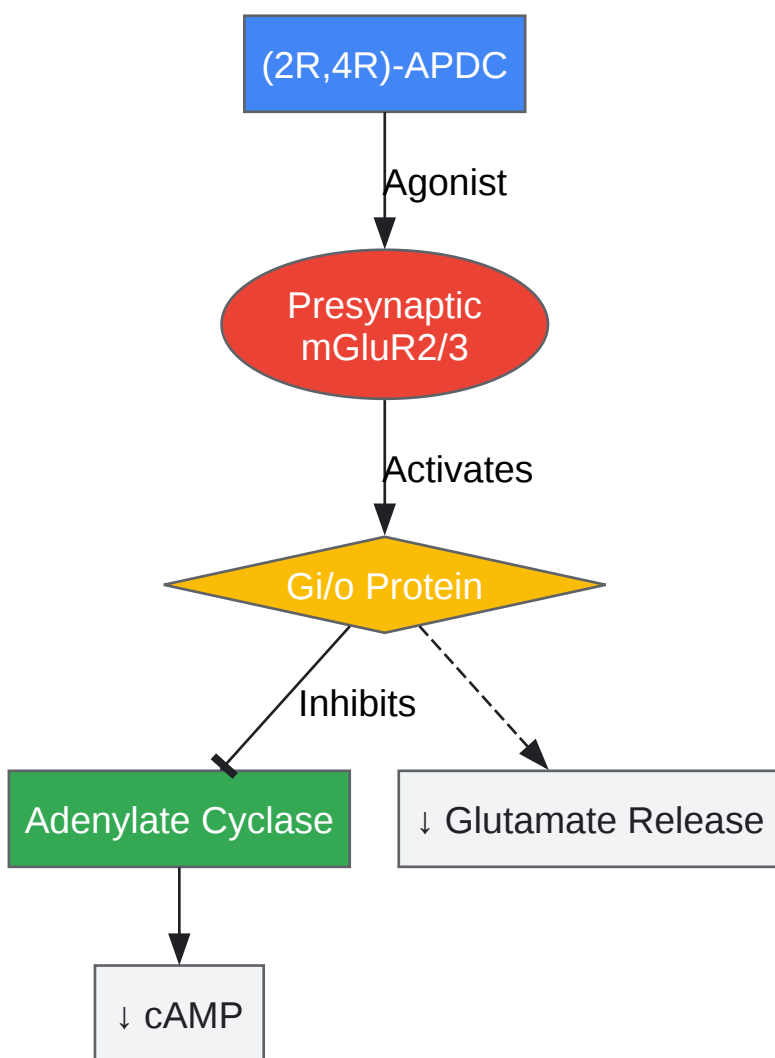 (2R,4R)-APDC
Agonist
Presynaptic
mGluR2/3
Activates
Gi/o Protein
Inhibits
Adenylate Cyclase
↓ Glutamate Release
↓ cAMP